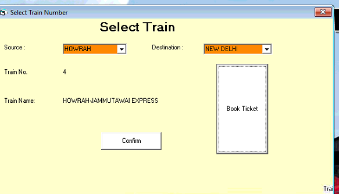 - Select Train Number
Select Train
Source : HOWRAH Destination : NEW DELHI
Train No. 4
Train Name: HOWRAH-JAMMUTAWAI EXPRESS
Book Ticket
Confirm
Trai